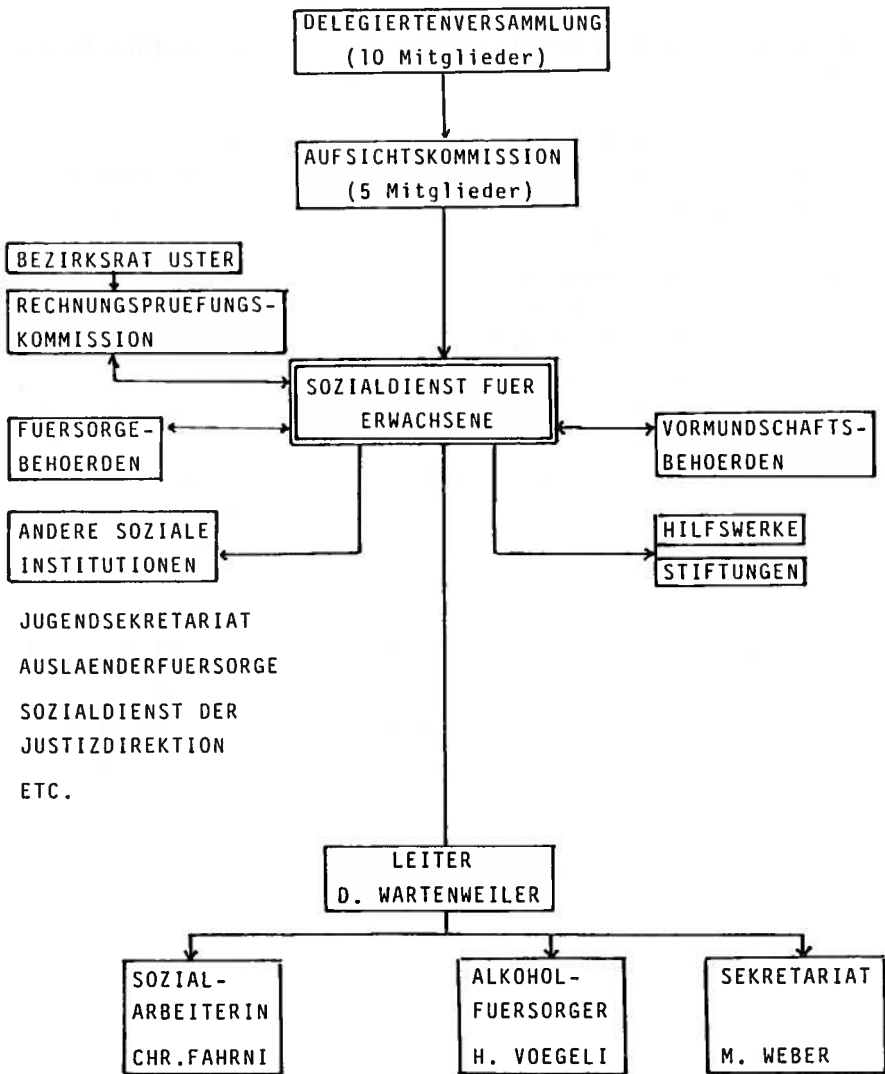 DELEGIERTENVERSAMMLUNG
(10 Mitglieder)
AUFSICHTSKOMMISSION
(5 Mitglieder)
BEZIRKSRAT USTER
RECHNUNGSPRUEFUNGS-
KOMMISSION
SOZIALDIENST FUER
ERWACHSENE
FUERSORGE-
BEHOERDEN
VORMUNDSCHAFTS-
BEHOERDEN
ANDERE SOZIALE
INSTITUTIONEN
HILFSWERKE
STIFTUNGEN
JUGENDSEKRETARIAT
AUSLAENDERFUERSORGE
SOZIALDIENST DER
JUSTIZDIREKTION
ETC.
LEITER
D. WARTENWEILER
SOZIAL-
ARBEITERIN
CHR.FAHRNI
ALKOHOL-
FUERSORGER
H. VOEGELI
SEKRETARIAT
M. WEBER